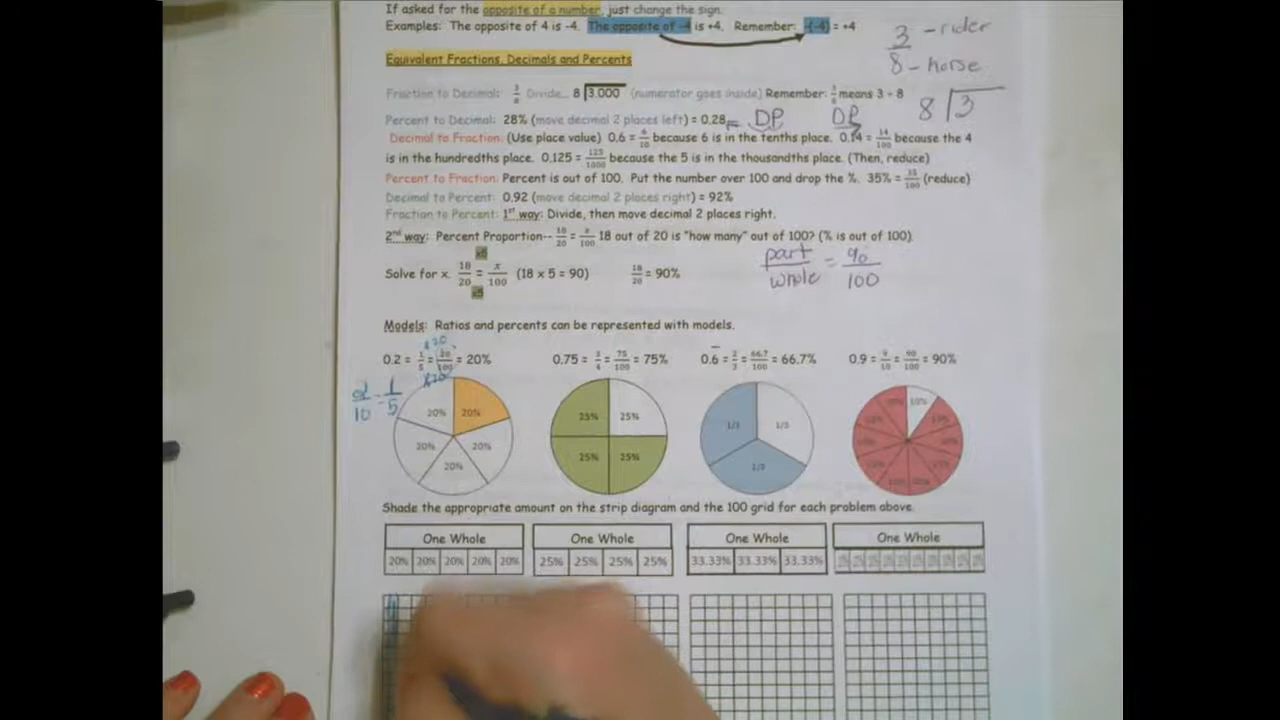 If asked for the opposite of a number, just change the sign.
Examples: The opposite of 4 is -4. The opposite of -4 is +4. Remember: -(-4) = +4
3 - rider
8 - horse
Equivalent Fractions, Decimals and Percents
Fraction to Decimal: 3/8 Divide... 8 3.000 (numerator goes inside) Remember: 3/8 means 3 ÷ 8
8 3
Percent to Decimal: 28% (move decimal 2 places left) = 0.28 DP DP
Decimal to Fraction: (Use place value) 0.6 = 6/10 because 6 is in the tenths place. 0.14 = 14/100 because the 4
is in the hundredths place. 0.125 = 125/1000 because the 5 is in the thousandths place. (Then, reduce)
Percent to Fraction: Percent is out of 100. Put the number over 100 and drop the %. 35% = 35/100 (reduce)
Decimal to Percent: 0.92 (move decimal 2 places right) = 92%
Fraction to Percent: 1st way: Divide, then move decimal 2 places right.
2nd way: Percent Proportion-- 18/20 = x/100 18 out of 20 is "how many" out of 100? (% is out of 100)
part/whole = %/100
x5
Solve for x. 18/20 = x/100 (18 x 5 = 90) 18/20 = 90%
x5
Models: Ratios and percents can be represented with models.
x20
0.2 = 1/5 = 20/100 = 20% 0.75 = 3/4 = 75/100 = 75% 0.6 = 2/3 = 66.7/100 = 66.7% 0.9 = 9/10 = 90/100 = 90%
x20
2/10 = 1/5
20% 20% 20% 20% 20%
25% 25% 25% 25%
1/3 1/3 1/3
10%
Shade the appropriate amount on the strip diagram and the 100 grid for each problem above.
One Whole One Whole One Whole One Whole
20% 20% 20% 20% 20% 25% 25% 25% 25% 33.33% 33.33% 33.33%